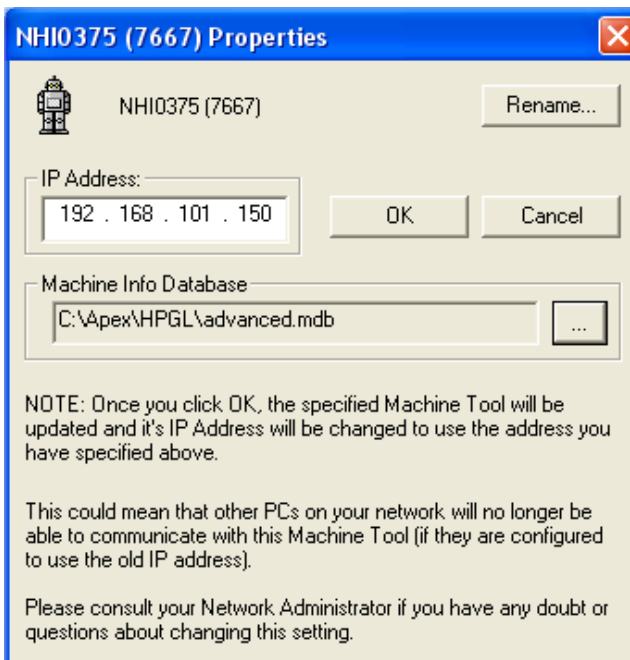 NHI0375 (7667) Properties
NHI0375 (7667)
Rename...
IP Address:
192 . 168 . 101 . 150
OK
Cancel
Machine Info Database
C:\Apex\HPGL\advanced.mdb
...
NOTE: Once you click OK, the specified Machine Tool will be
updated and it's IP Address will be changed to use the address you
have specified above.
This could mean that other PCs on your network will no longer be
able to communicate with this Machine Tool (if they are configured
to use the old IP address).
Please consult your Network Administrator if you have any doubt or
questions about changing this setting.